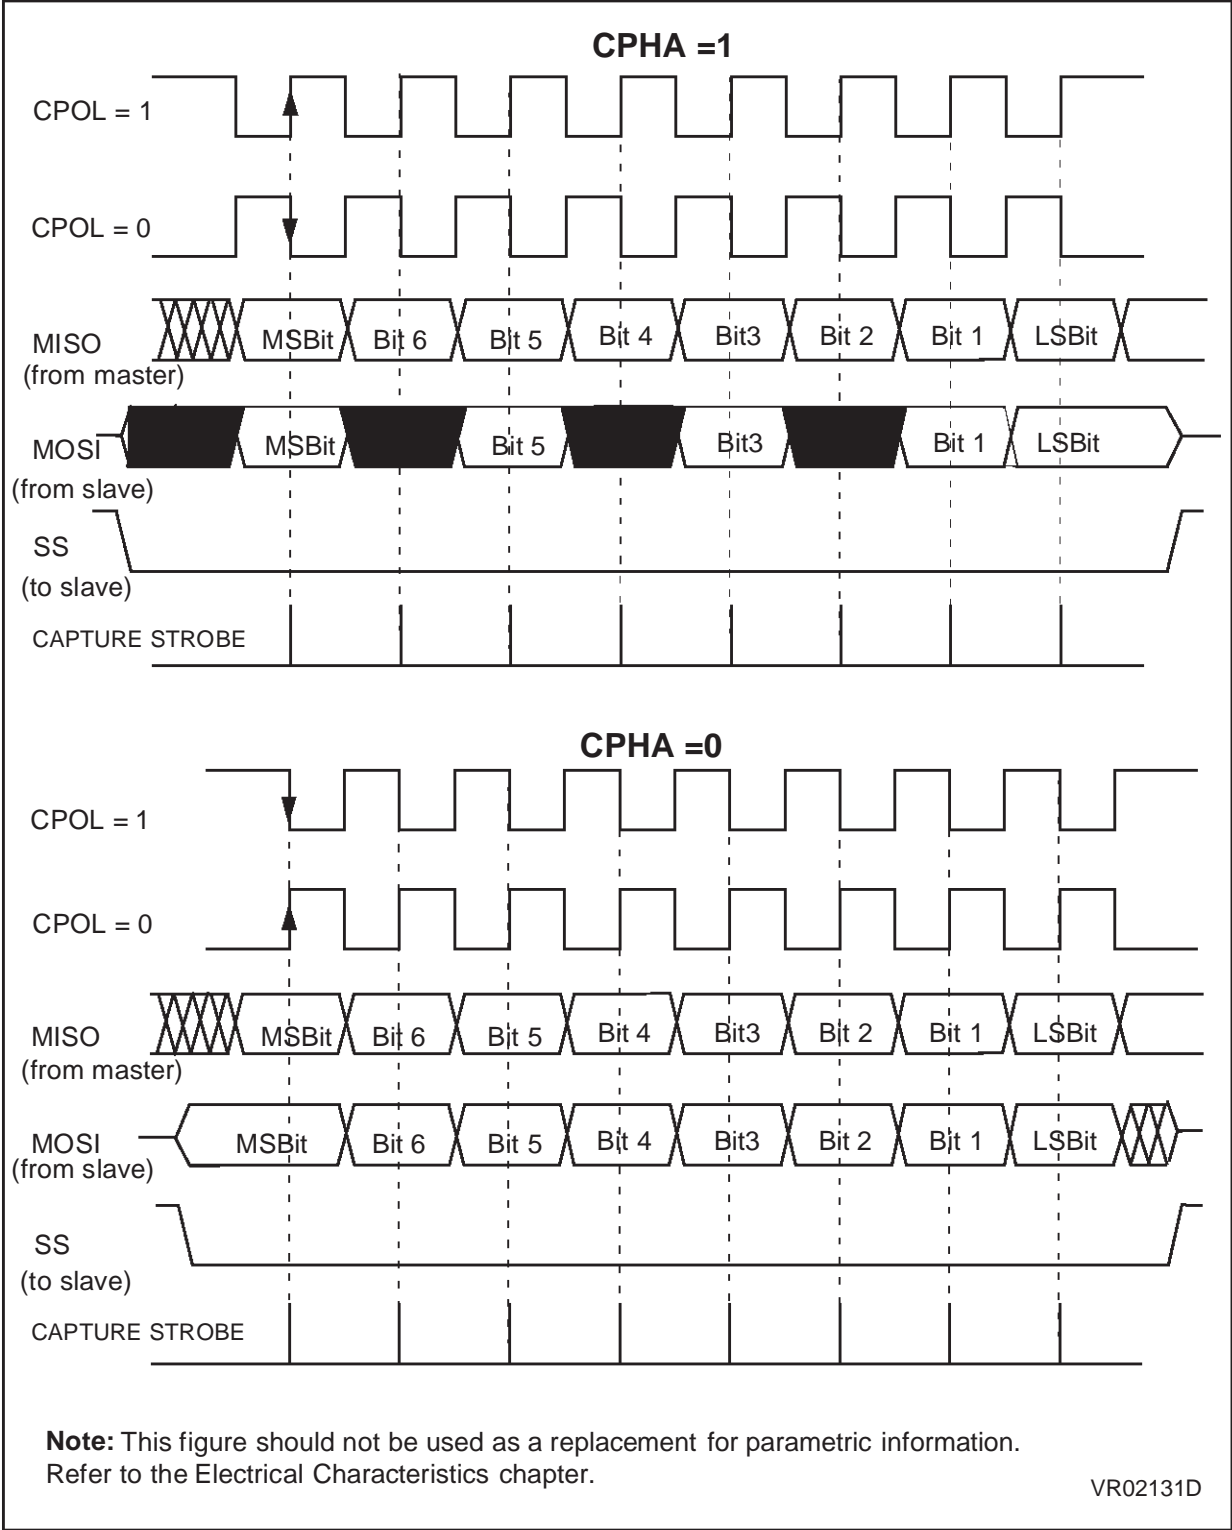 CPHA =1
CPOL = 1
CPOL = 0
MISO
(from master)
MSBit Bit 6 Bit 5 Bit 4 Bit3 Bit 2 Bit 1 LSBit
MOSI
(from slave)
MSBit Bit 5 Bit3 Bit 1 LSBit
SS
(to slave)
CAPTURE STROBE
CPHA =0
CPOL = 1
CPOL = 0
MISO
(from master)
MSBit Bit 6 Bit 5 Bit 4 Bit3 Bit 2 Bit 1 LSBit
MOSI
(from slave)
MSBit Bit 6 Bit 5 Bit 4 Bit3 Bit 2 Bit 1 LSBit
SS
(to slave)
CAPTURE STROBE
Note: This figure should not be used as a replacement for parametric information.
Refer to the Electrical Characteristics chapter.
VR02131D